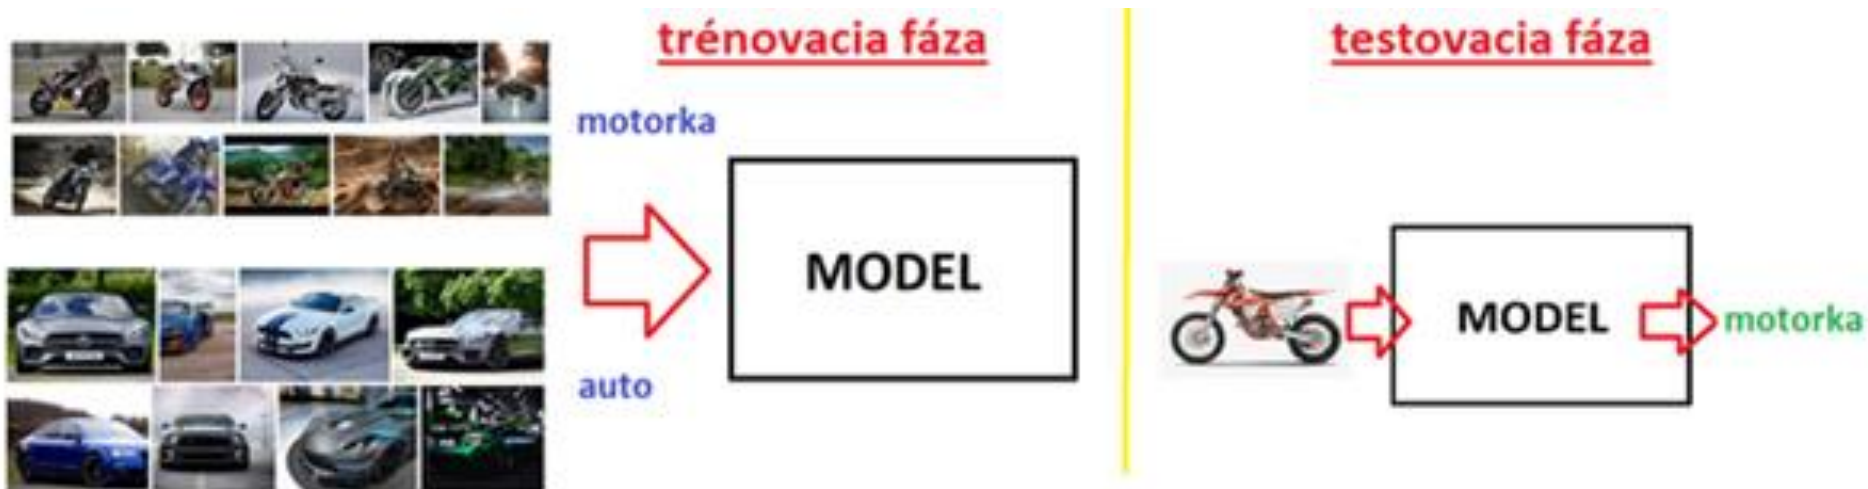 trénovacia fáza
motorka
MODEL
auto
testovacia fáza
MODEL
motorka